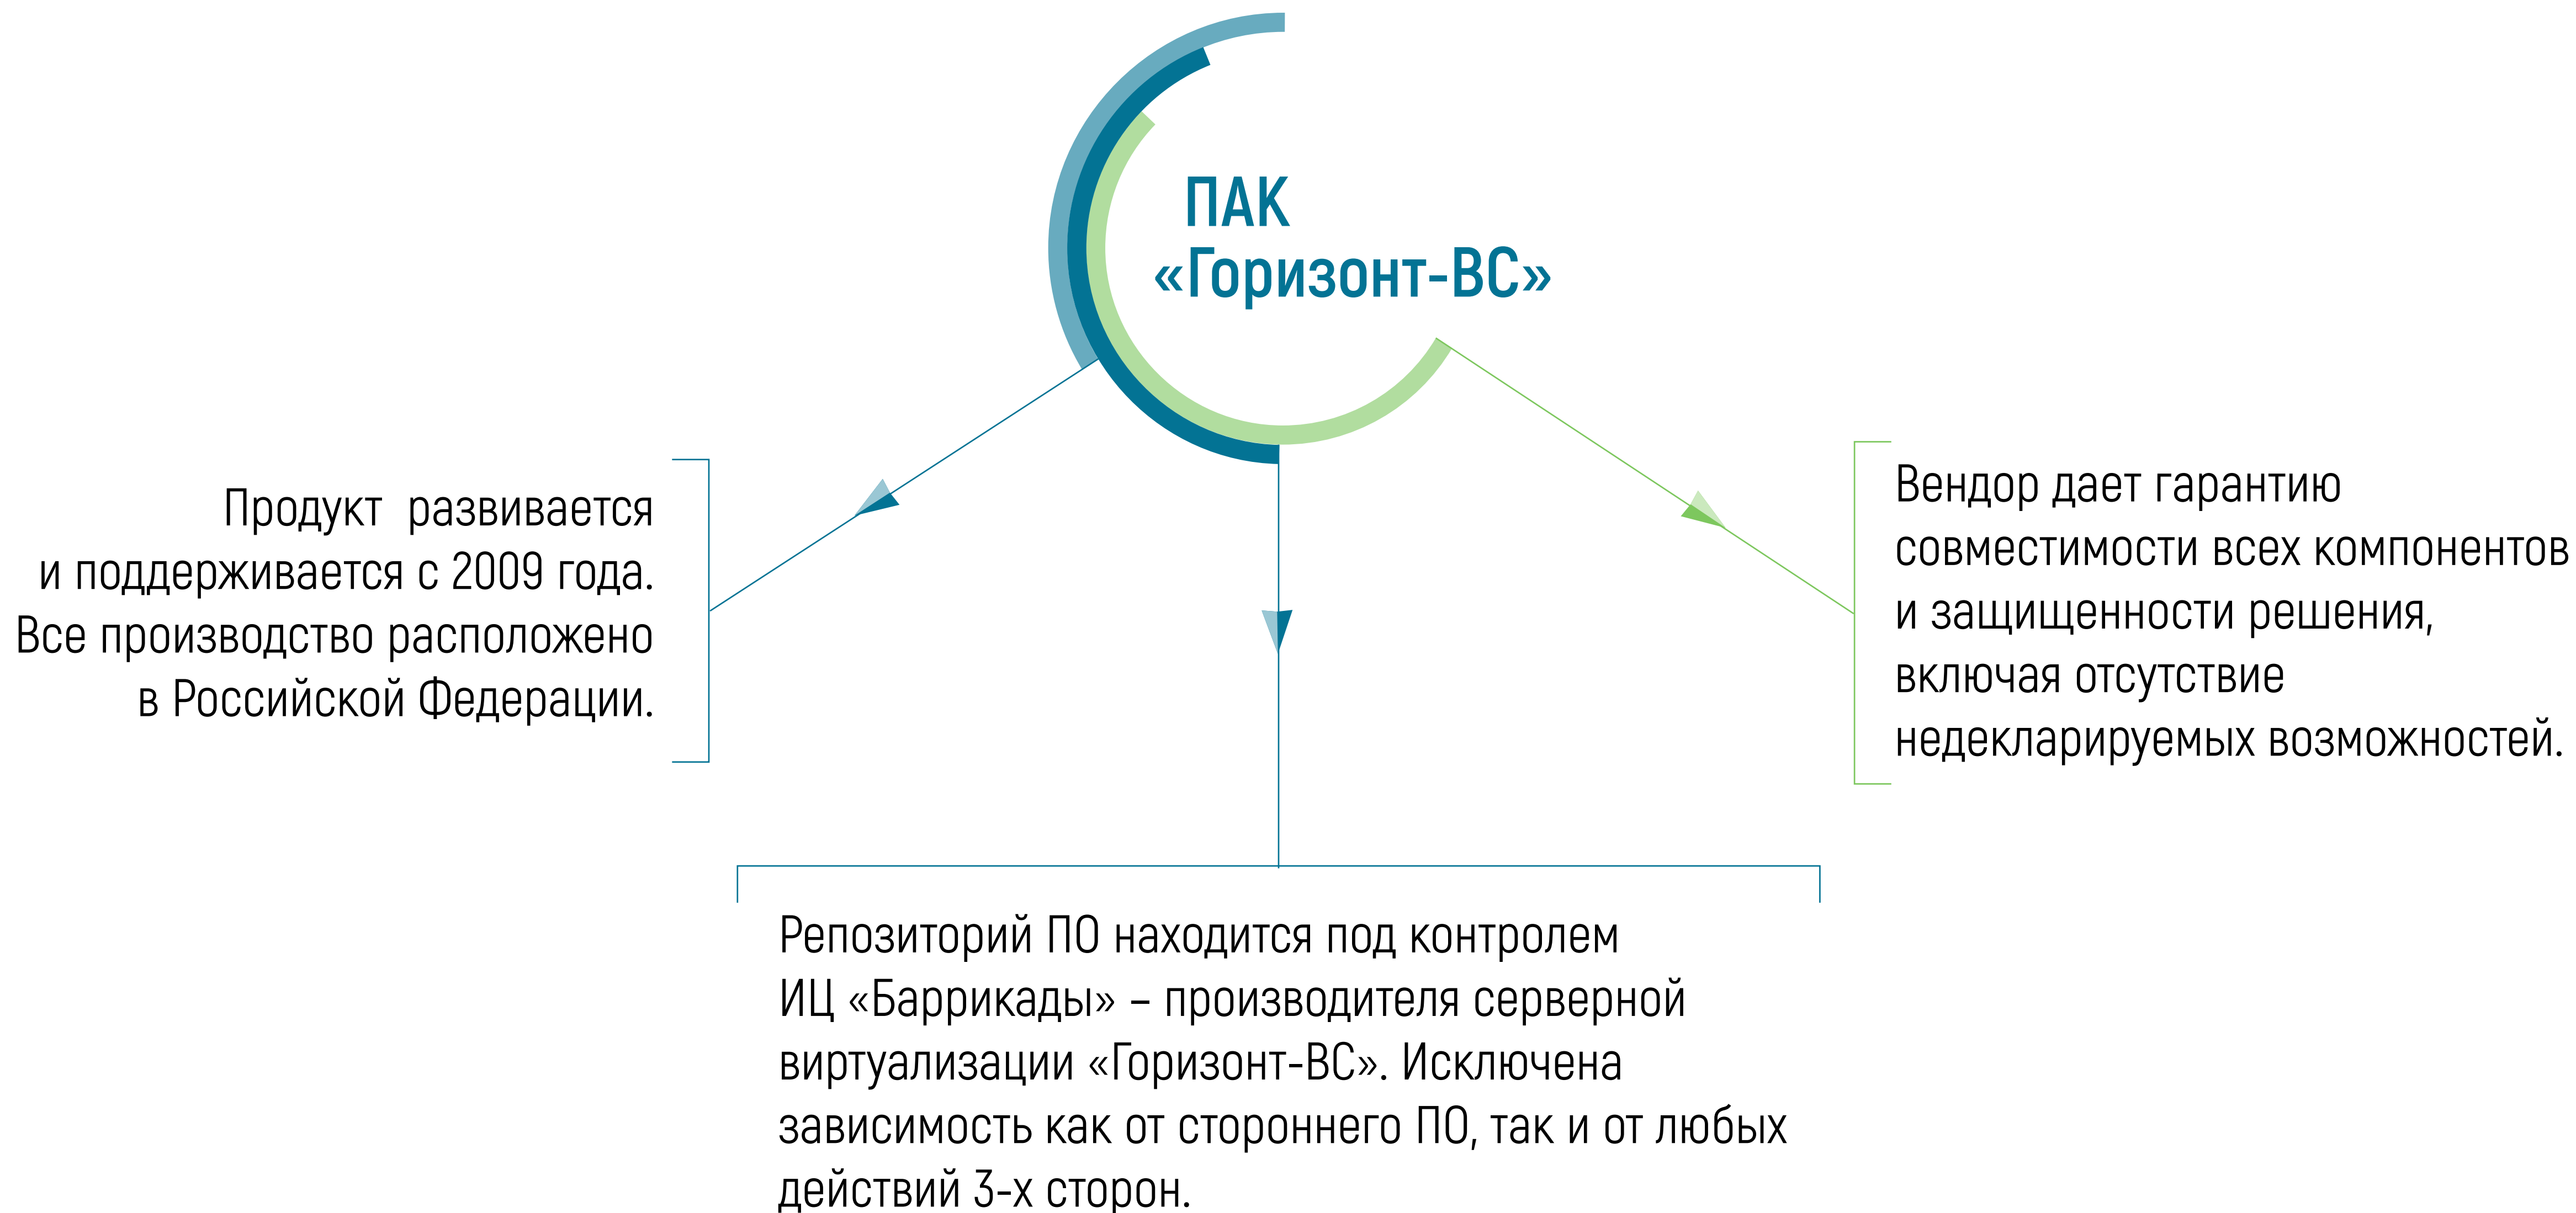 ПАК
«Горизонт-ВС»
Продукт развивается
и поддерживается с 2009 года.
Все производство расположено
в Российской Федерации.
Репозиторий ПО находится под контролем
ИЦ «Баррикады» – производителя серверной
виртуализации «Горизонт-ВС». Исключена
зависимость как от стороннего ПО, так и от любых
действий 3-х сторон.
Вендор дает гарантию
совместимости всех компонентов
и защищенности решения,
включая отсутствие
недекларируемых возможностей.